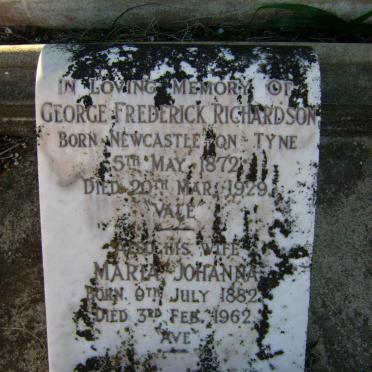 IN LOVING MEMORY OF
GEORGE FREDERICK RICHARDSON
BORN NEWCASTLE ON TYNE
5TH MAY 1872
DIED 20TH MAR. 1929
"VALE"
AND HIS WIFE
MARIA JOHANNA
BORN 9TH JULY 1882
DIED 3RD FEB. 1962
"AVE"